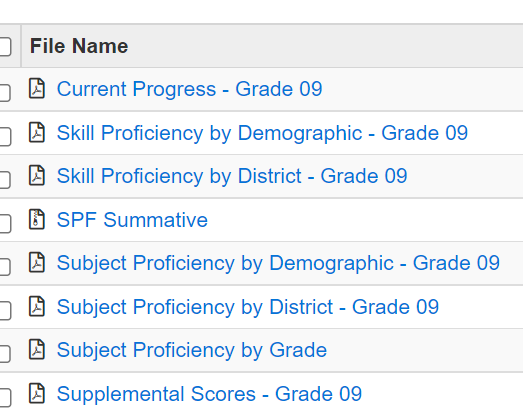 File Name
Current Progress - Grade 09
Skill Proficiency by Demographic - Grade 09
Skill Proficiency by District - Grade 09
SPF Summative
Subject Proficiency by Demographic - Grade 09
Subject Proficiency by District - Grade 09
Subject Proficiency by Grade
Supplemental Scores - Grade 09